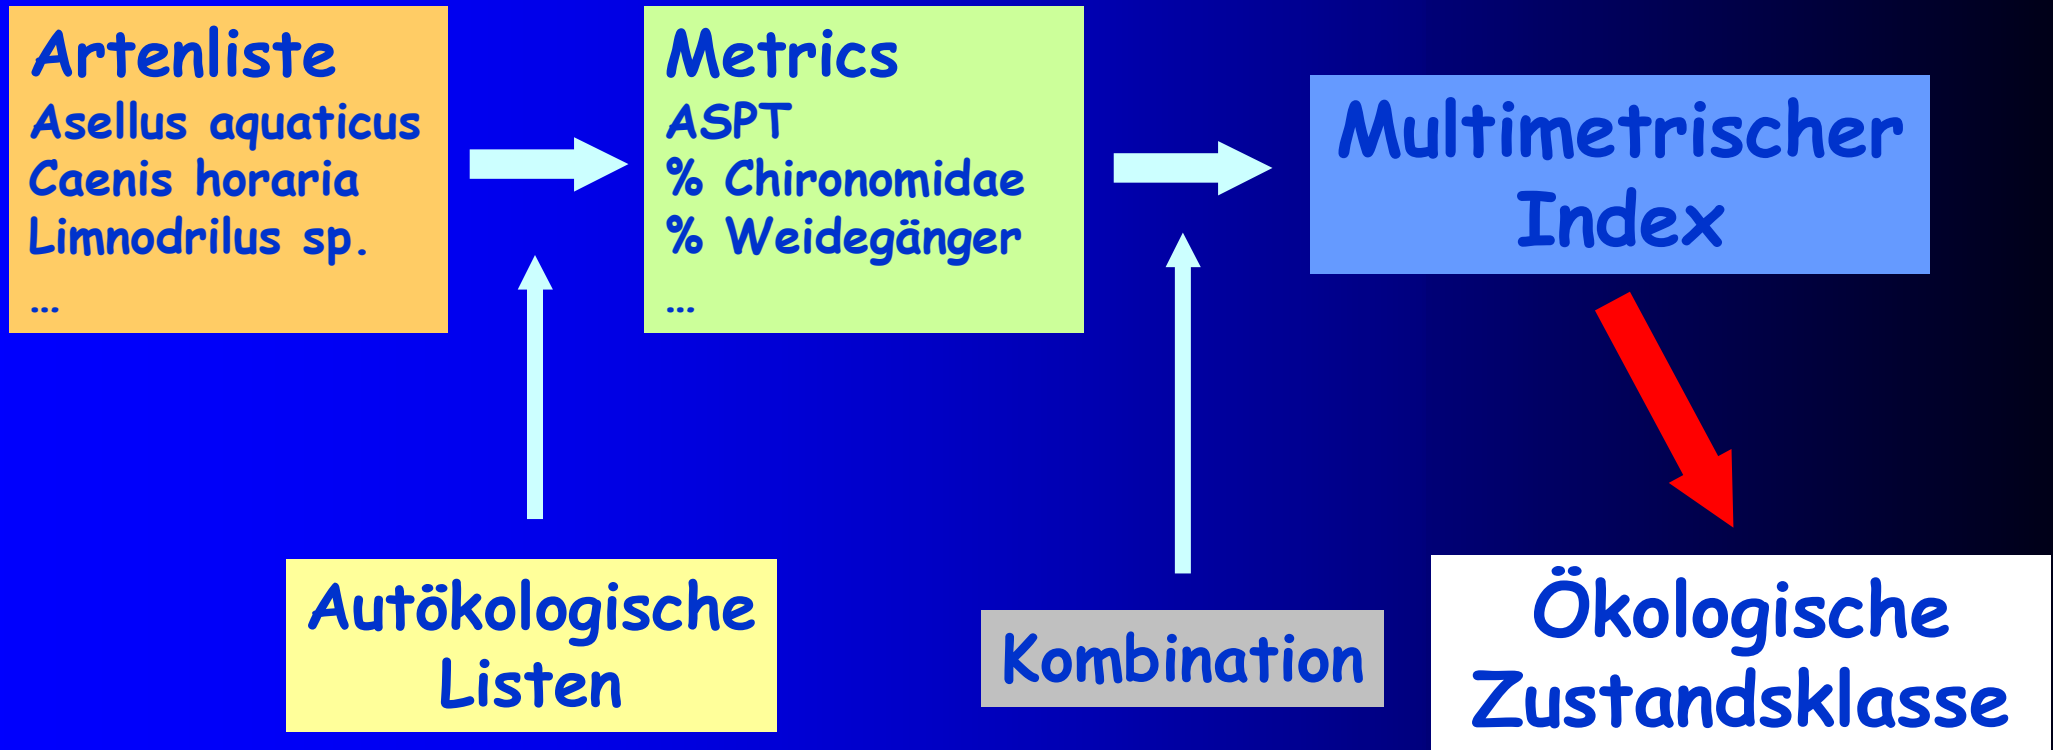 Artenliste
Asellus aquaticus
Caenis horaria
Limnodrilus sp.
...
Metrics
ASPT
% Chironomidae
% Weidegänger
...
Multimetrischer
Index
Autökologische
Listen
Kombination
Ökologische
Zustandsklasse